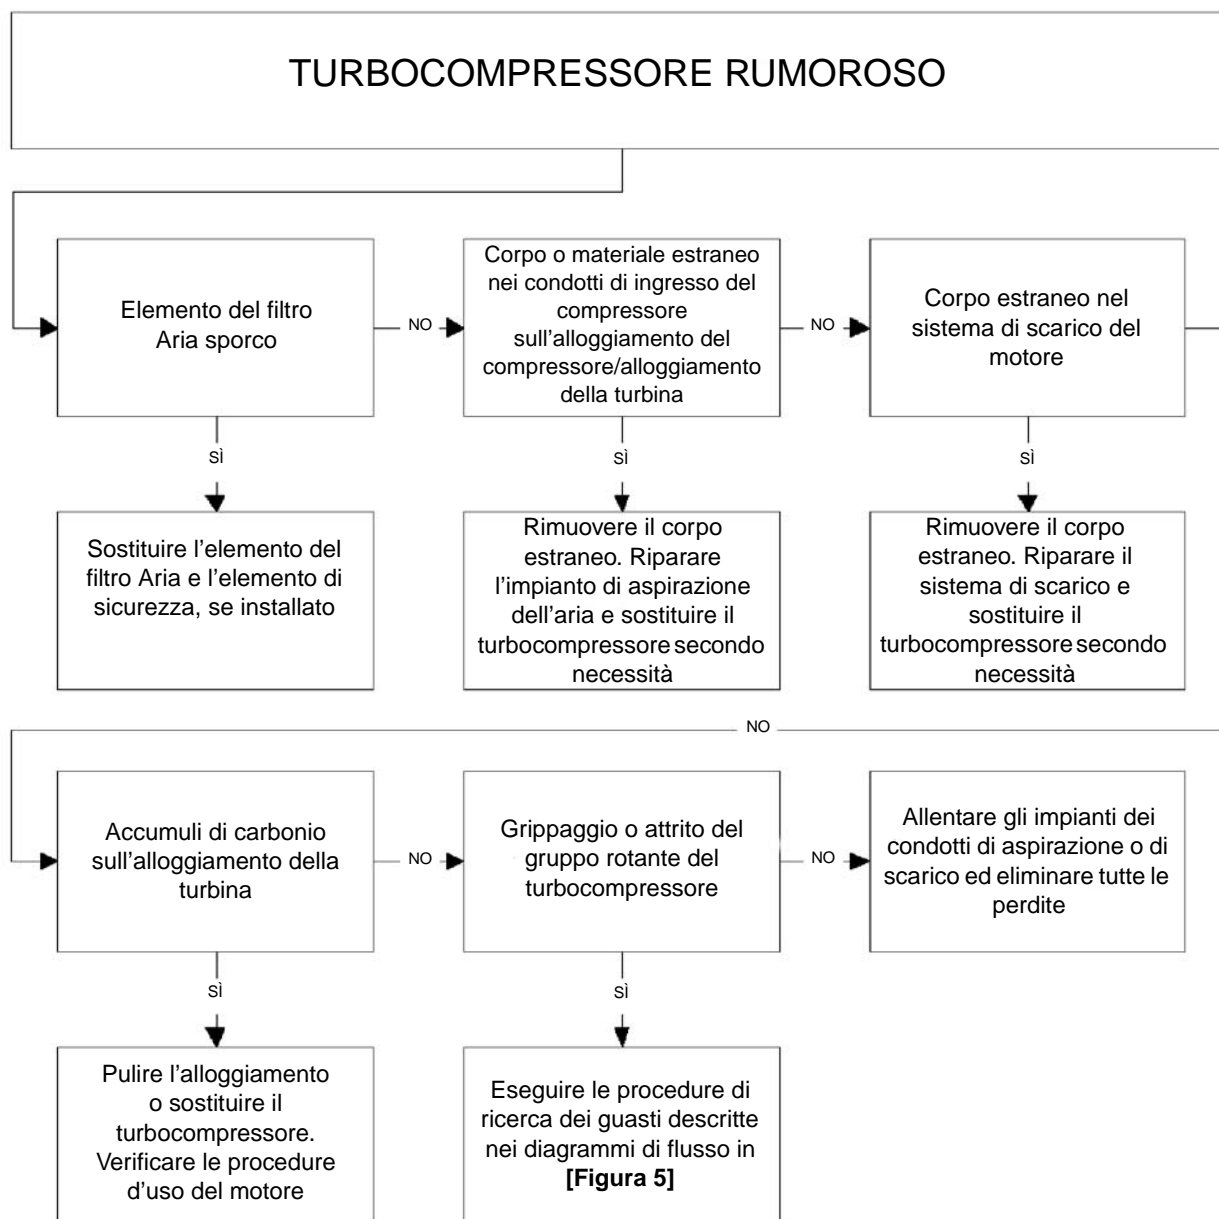 TURBOCOMPRESSORE RUMOROSO
Elemento del filtro
Aria sporco
NO
Corpo o materiale estraneo
nei condotti di ingresso del
compressore
sull'alloggiamento del
compressore/alloggiamento
della turbina
NO
Corpo estraneo nel
sistema di scarico del
motore
SÌ
SÌ
SÌ
Sostituire l'elemento del
filtro Aria e l'elemento di
sicurezza, se installato
Rimuovere il corpo
estraneo. Riparare
l'impianto di aspirazione
dell'aria e sostituire il
turbocompressore secondo
necessità
Rimuovere il corpo
estraneo. Riparare il
sistema di scarico e
sostituire il
turbocompressore secondo
necessità
NO
Accumuli di carbonio
sull'alloggiamento della
turbina
NO
Grippaggio o attrito del
gruppo rotante del
turbocompressore
NO
Allentare gli impianti dei
condotti di aspirazione o di
scarico ed eliminare tutte le
perdite
SÌ
SÌ
Pulire l'alloggiamento
o sostituire il
turbocompressore.
Verificare le procedure
d'uso del motore
Eseguire le procedure di
ricerca dei guasti descritte
nei diagrammi di flusso in
[Figura 5]